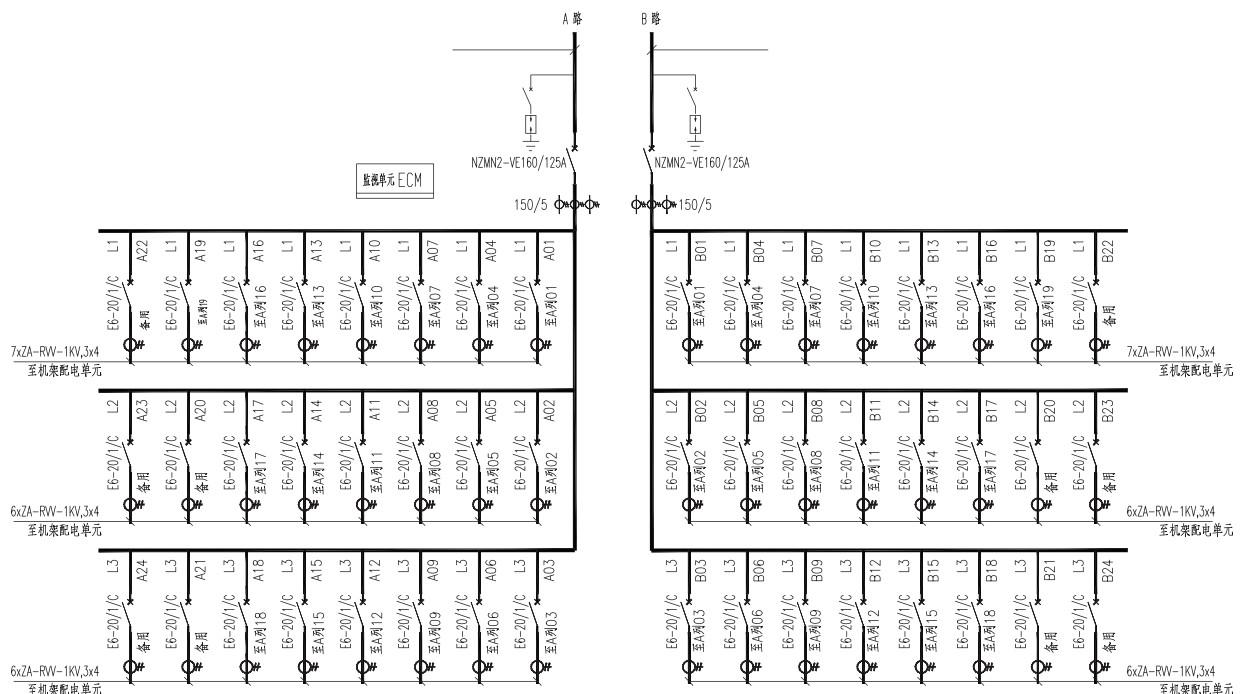 A 路
B 路
NZMN2-VE160/125A
NZMN2-VE160/125A
监视单元 ECM
150/5
150/5
L1 A22 E6-20/1/C 备用
L1 A19 E6-20/1/C 至A列19
L1 A16 E6-20/1/C 至A列16
L1 A13 E6-20/1/C 至A列13
L1 A10 E6-20/1/C 至A列10
L1 A07 E6-20/1/C 至A列07
L1 A04 E6-20/1/C 至A列04
L1 A01 E6-20/1/C 至A列01
L1 B01 E6-20/1/C 至A列01
L1 B04 E6-20/1/C 至A列04
L1 B07 E6-20/1/C 至A列07
L1 B10 E6-20/1/C 至A列10
L1 B13 E6-20/1/C 至A列13
L1 B16 E6-20/1/C 至A列16
L1 B19 E6-20/1/C 至A列19
L1 B22 E6-20/1/C 备用
7xZA-RVV-1KV,3x4
至机架配电单元
7xZA-RVV-1KV,3x4
至机架配电单元
L2 A23 E6-20/1/C 备用
L2 A20 E6-20/1/C 备用
L2 A17 E6-20/1/C 至A列17
L2 A14 E6-20/1/C 至A列14
L2 A11 E6-20/1/C 至A列11
L2 A08 E6-20/1/C 至A列08
L2 A05 E6-20/1/C 至A列05
L2 A02 E6-20/1/C 至A列02
L2 B02 E6-20/1/C 至A列02
L2 B05 E6-20/1/C 至A列05
L2 B08 E6-20/1/C 至A列08
L2 B11 E6-20/1/C 至A列11
L2 B14 E6-20/1/C 至A列14
L2 B17 E6-20/1/C 至A列17
L2 B20 E6-20/1/C 备用
L2 B23 E6-20/1/C 备用
6xZA-RVV-1KV,3x4
至机架配电单元
6xZA-RVV-1KV,3x4
至机架配电单元
L3 A24 E6-20/1/C 备用
L3 A21 E6-20/1/C 备用
L3 A18 E6-20/1/C 至A列18
L3 A15 E6-20/1/C 至A列15
L3 A12 E6-20/1/C 至A列12
L3 A09 E6-20/1/C 至A列09
L3 A06 E6-20/1/C 至A列06
L3 A03 E6-20/1/C 至A列03
L3 B03 E6-20/1/C 至A列03
L3 B06 E6-20/1/C 至A列06
L3 B09 E6-20/1/C 至A列09
L3 B12 E6-20/1/C 至A列12
L3 B15 E6-20/1/C 至A列15
L3 B18 E6-20/1/C 至A列18
L3 B21 E6-20/1/C 备用
L3 B24 E6-20/1/C 备用
6xZA-RVV-1KV,3x4
至机架配电单元
6xZA-RVV-1KV,3x4
至机架配电单元